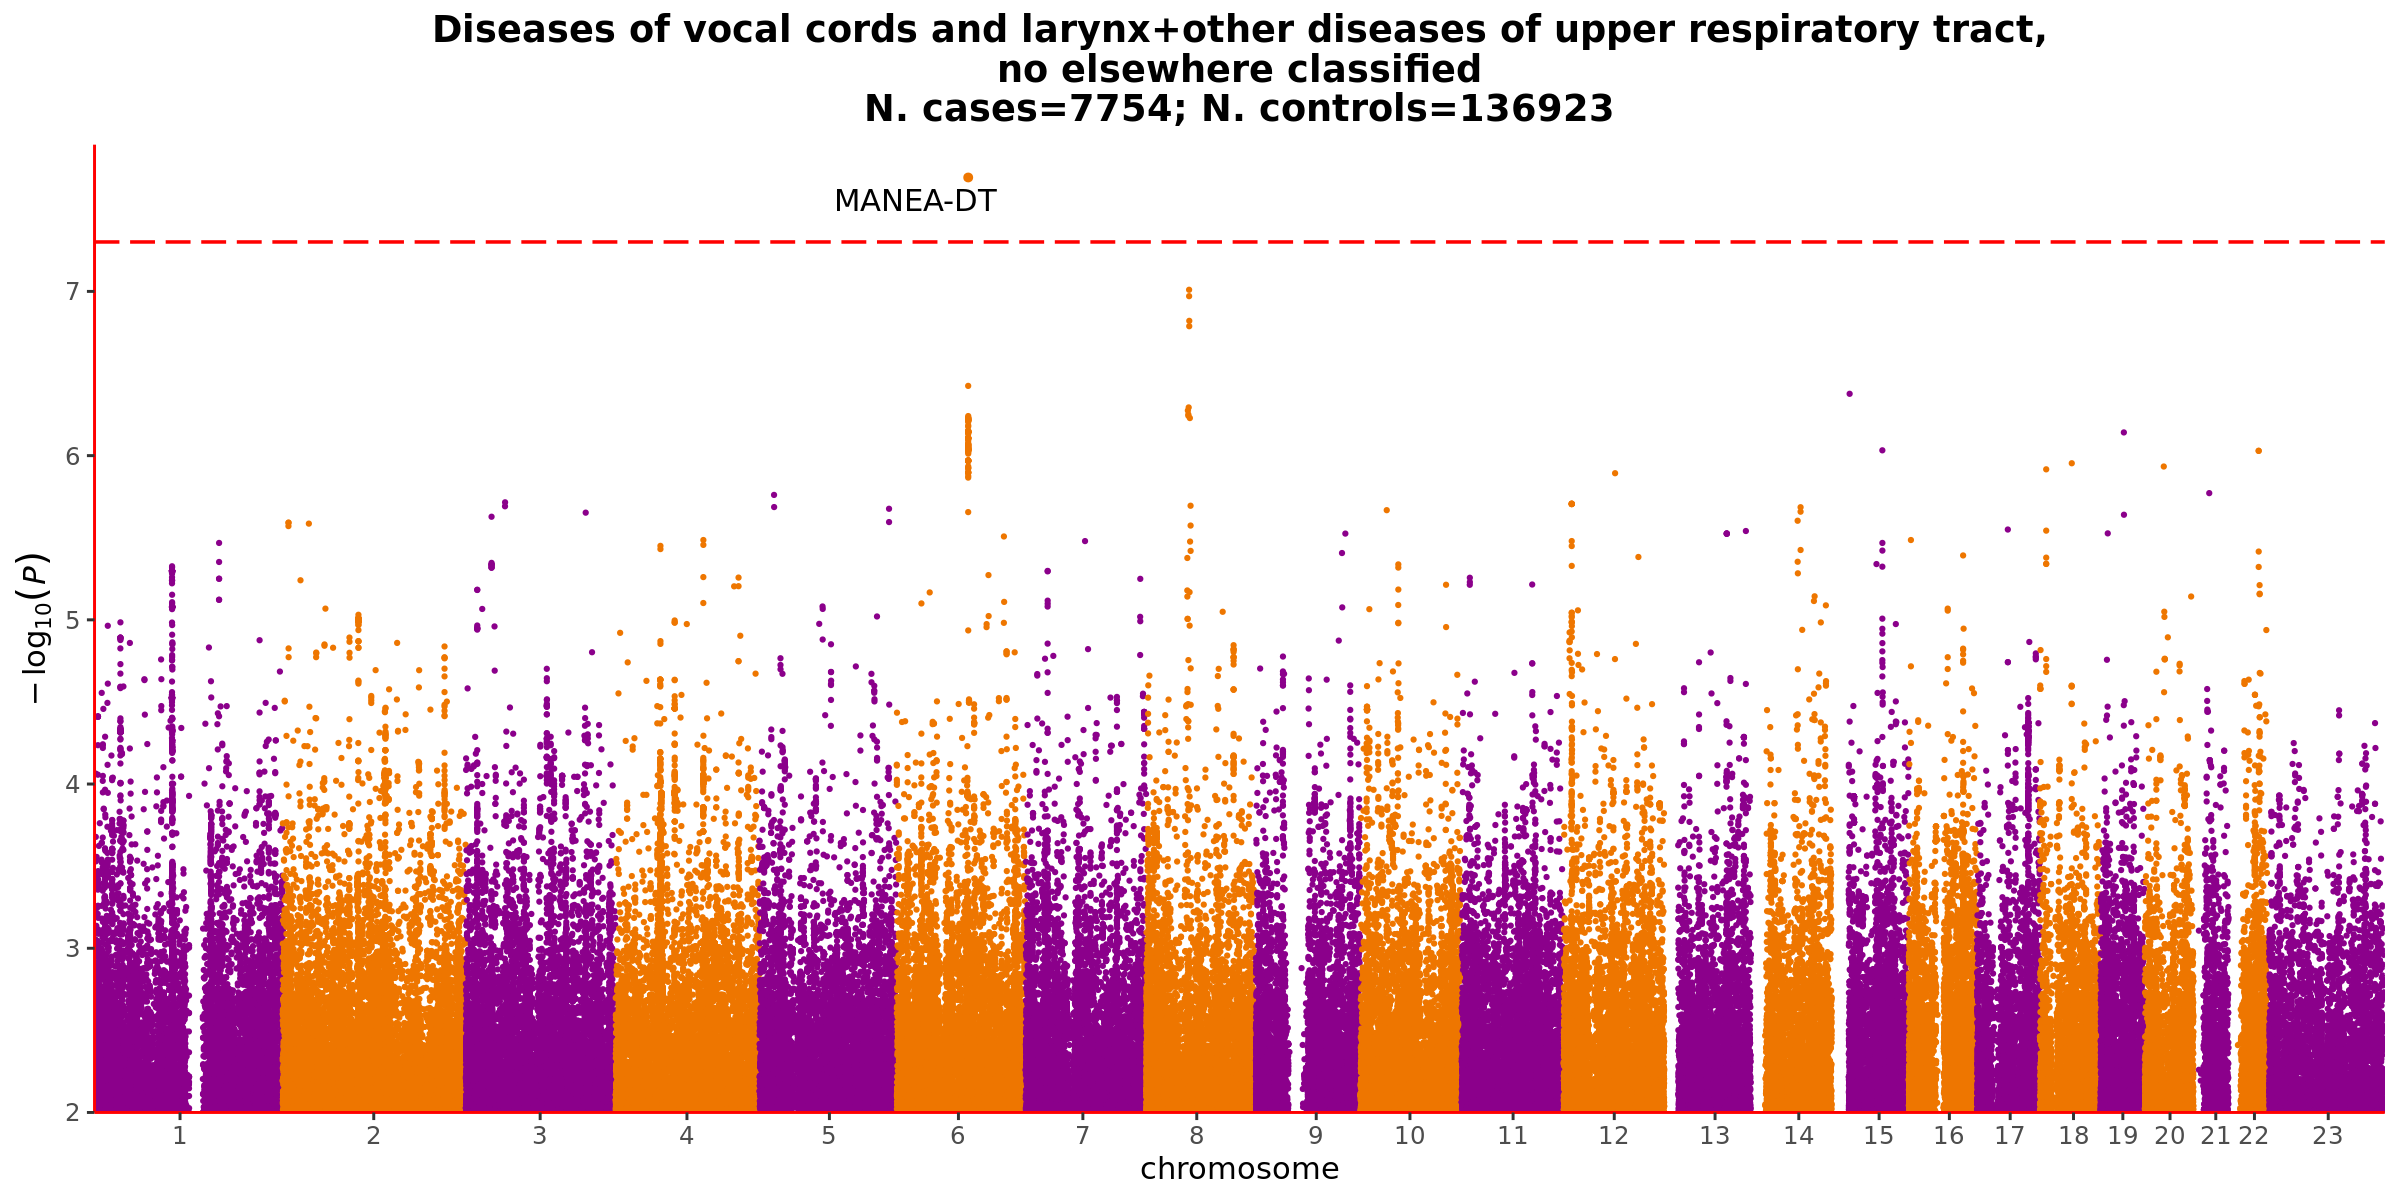 Diseases of vocal cords and larynx+other diseases of upper respiratory tract,
no elsewhere classified
N. cases=7754; N. controls=136923
MANEA-DT
7
6
5
4
3
2
−log₁₀(P)
1 2 3 4 5 6 7 8 9 10 11 12 13 14 15 16 17 18 19 20 21 22 23
chromosome